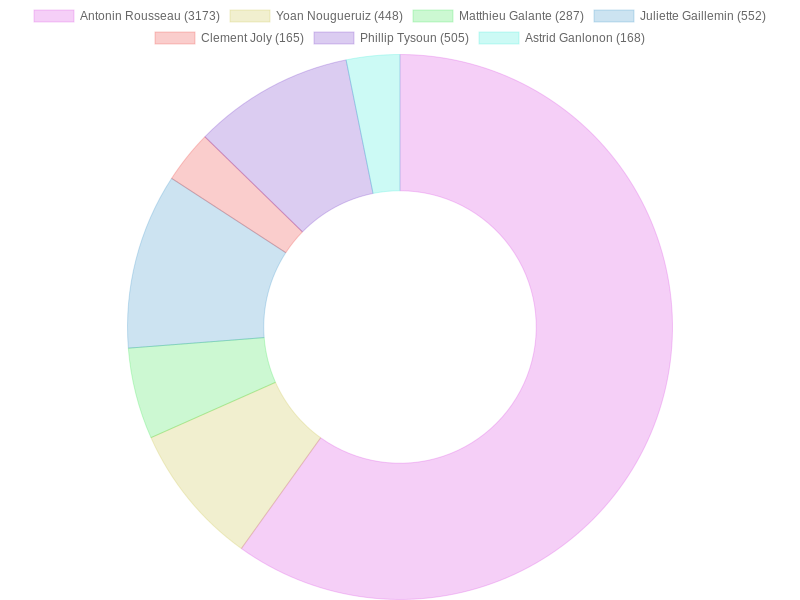 Antonin Rousseau (3173) Yoan Nougueruiz (448) Matthieu Galante (287) Juliette Gaillemin (552)
Clement Joly (165) Phillip Tysoun (505) Astrid Ganlonon (168)